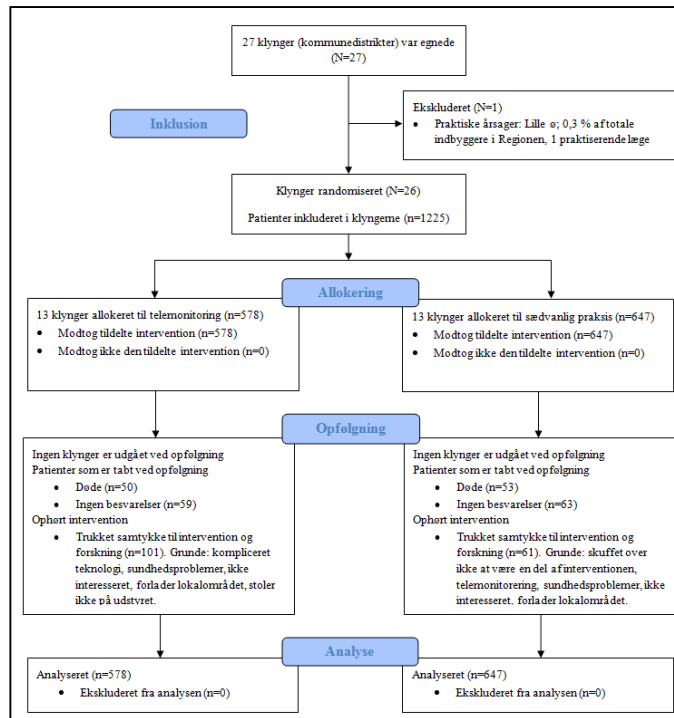 27 klynger (kommunedistrikter) var egnede
(N=27)
Inklusion
Ekskluderet (N=1)
• Praktiske årsager: Lille ø; 0,3 % af totale
indbyggere i Regionen, 1 praktiserende læge
Klynger randomiseret (N=26)
Patienter inkluderet i klyngerne (n=1225)
Allokering
13 klynger allokeret til telemonitoring (n=578)
• Modtog tildelte intervention (n=578)
• Modtog ikke den tildelte intervention (n=0)
13 klynger allokeret til sædvanlig praksis (n=647)
• Modtog tildelte intervention (n=647)
• Modtog ikke den tildelte intervention (n=0)
Opfølgning
Ingen klynger er udgået ved opfølgning
Patienter som er tabt ved opfølgning
• Døde (n=50)
• Ingen besvarelser (n=59)
Ophørt intervention
• Trukket samtykke til intervention og
forskning (n=101). Grunde: kompliceret
teknologi, sundhedsproblemer, ikke
interesseret, forlader lokalområdet, stoler
ikke på udstyret.
Ingen klynger er udgået ved opfølgning
Patienter som er tabt ved opfølgning
• Døde (n=53)
• Ingen besvarelser (n=63)
Ophørt intervention
• Trukket samtykke til intervention og
forskning (n=61). Grunde: skuffet over
ikke at være en del af interventionen,
telemonitorering, sundhedsproblemer, ikke
interesseret, forlader lokalområdet.
Analyse
Analyseret (n=578)
• Ekskluderet fra analysen (n=0)
Analyseret (n=647)
• Ekskluderet fra analysen (n=0)